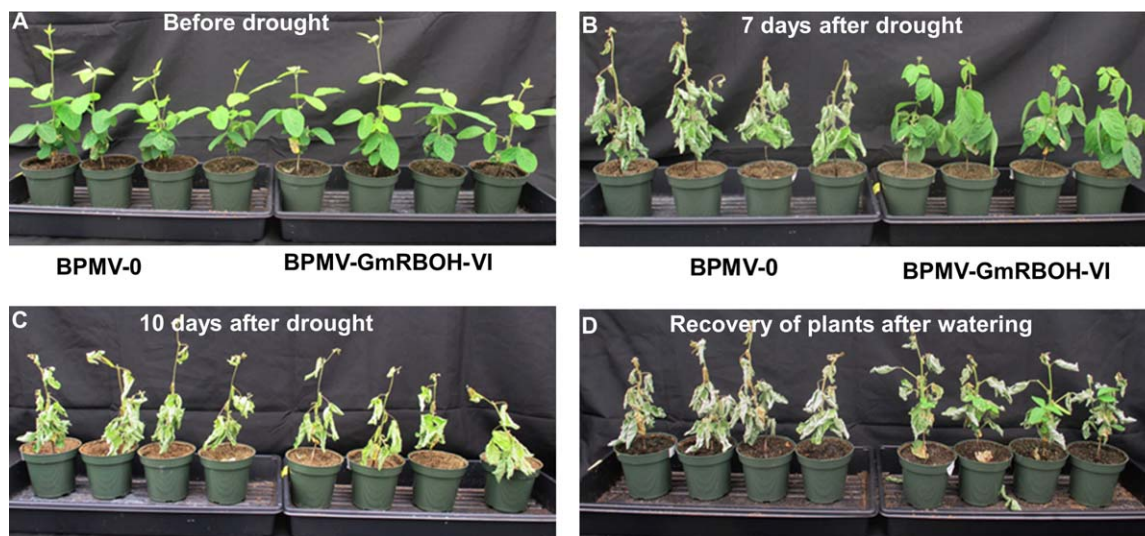 A
Before drought
B
7 days after drought
BPMV-0
BPMV-GmRBOH-VI
BPMV-0
BPMV-GmRBOH-VI
C
10 days after drought
D
Recovery of plants after watering